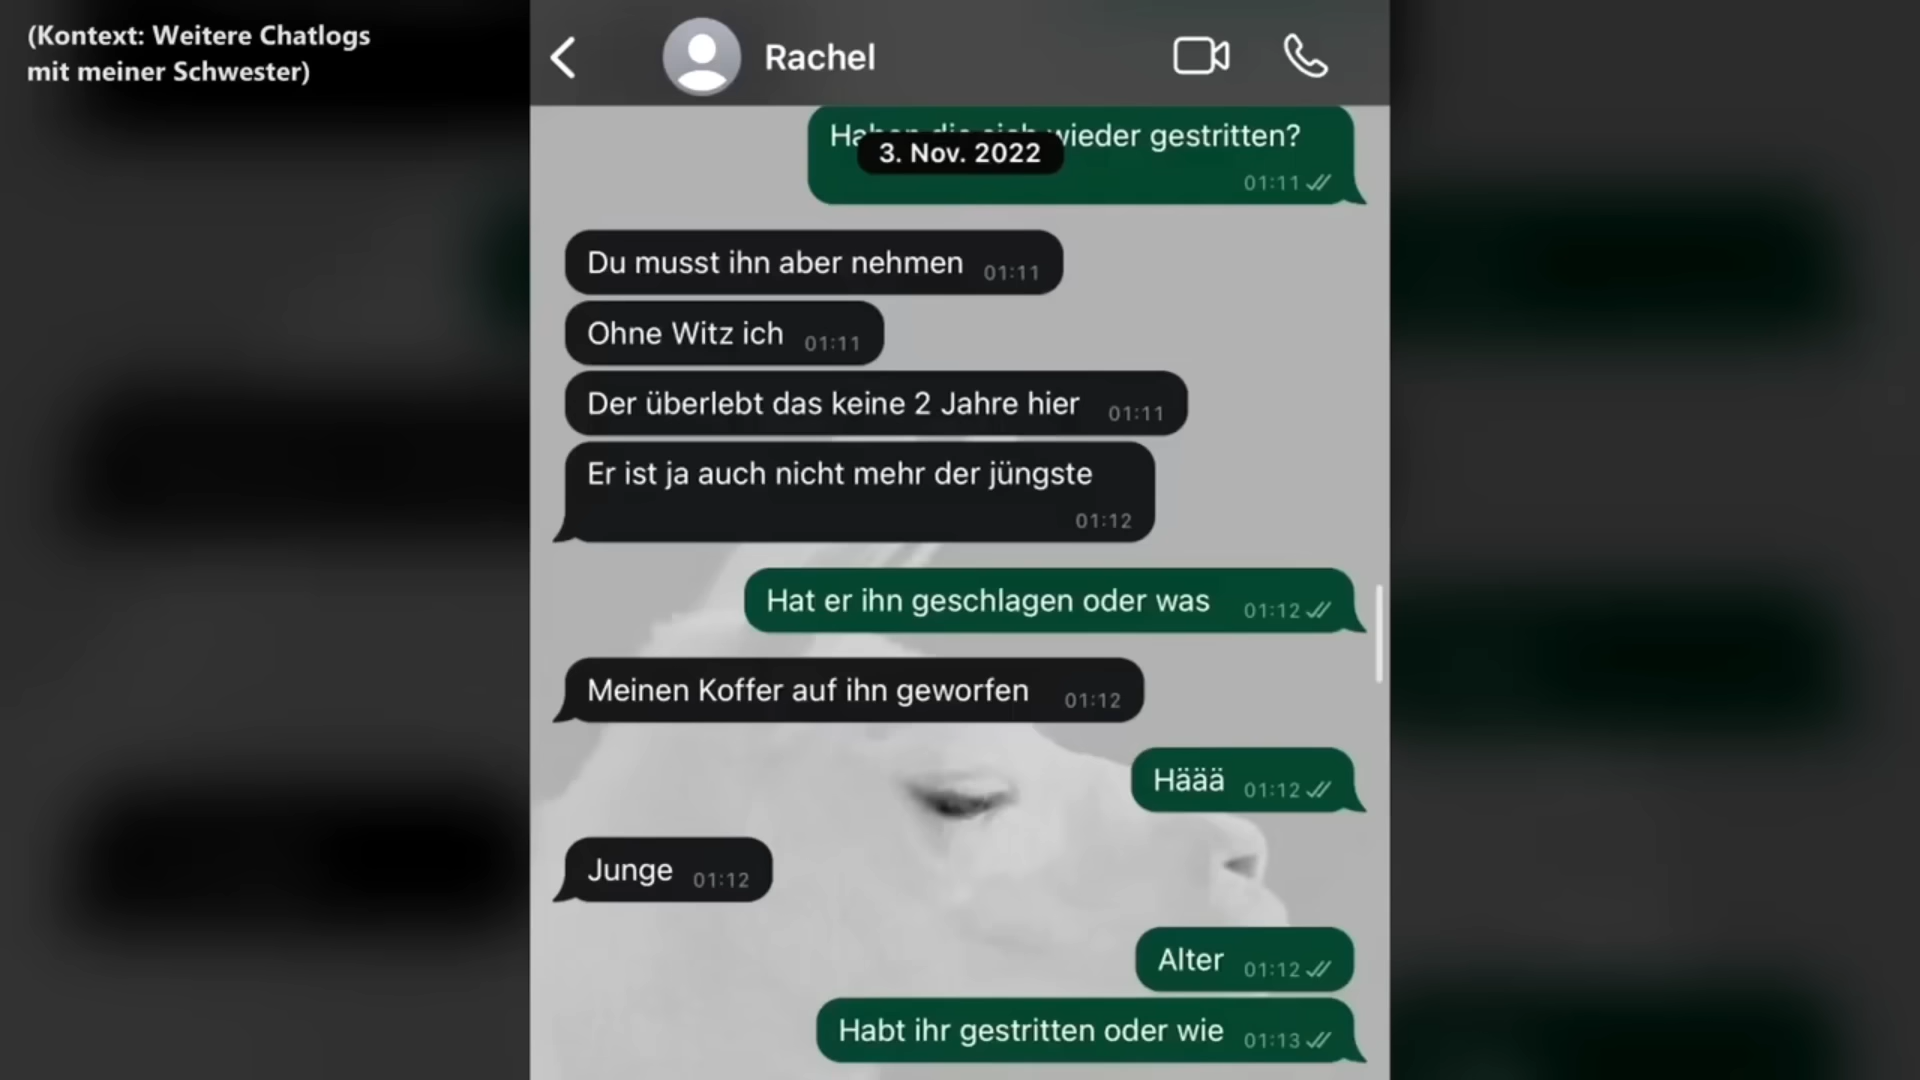 (Kontext: Weitere Chatlogs
mit meiner Schwester)
Rachel
wieder gestritten?
3. Nov. 2022
01:11
Du musst ihn aber nehmen 01:11
Ohne Witz ich 01:11
Der überlebt das keine 2 Jahre hier 01:11
Er ist ja auch nicht mehr der jüngste
01:12
Hat er ihn geschlagen oder was 01:12
Meinen Koffer auf ihn geworfen 01:12
Häää 01:12
Junge 01:12
Alter 01:12
Habt ihr gestritten oder wie 01:13